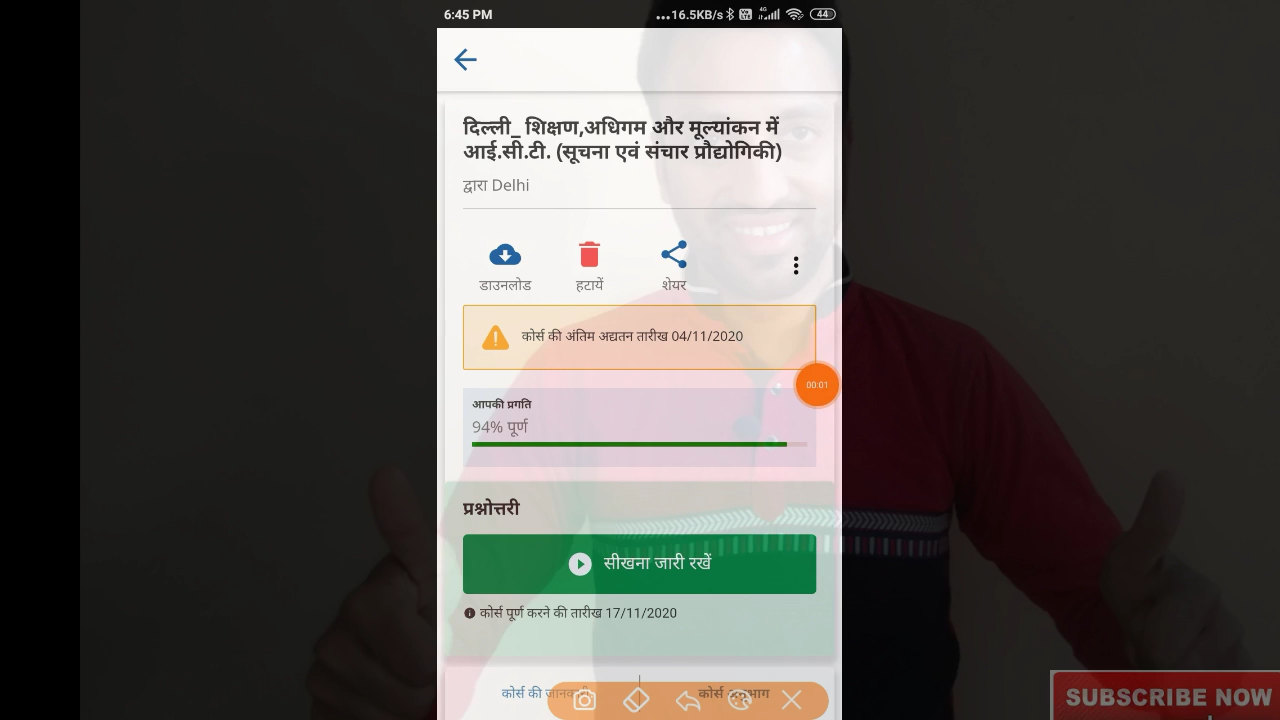 6:45 PM
...16.5KB/s
4G
44
दिल्ली_ शिक्षण,अधिगम और मूल्यांकन में
आई.सी.टी. (सूचना एवं संचार प्रौद्योगिकी)
द्वारा Delhi
डाउनलोड
हटायें
शेयर
कोर्स की अंतिम अद्यतन तारीख 04/11/2020
00:01
आपकी प्रगति
94% पूर्ण
प्रश्नोत्तरी
सीखना जारी रखें
कोर्स पूर्ण करने की तारीख 17/11/2020
कोर्स की
कोर्स
SUBSCRIBE NOW